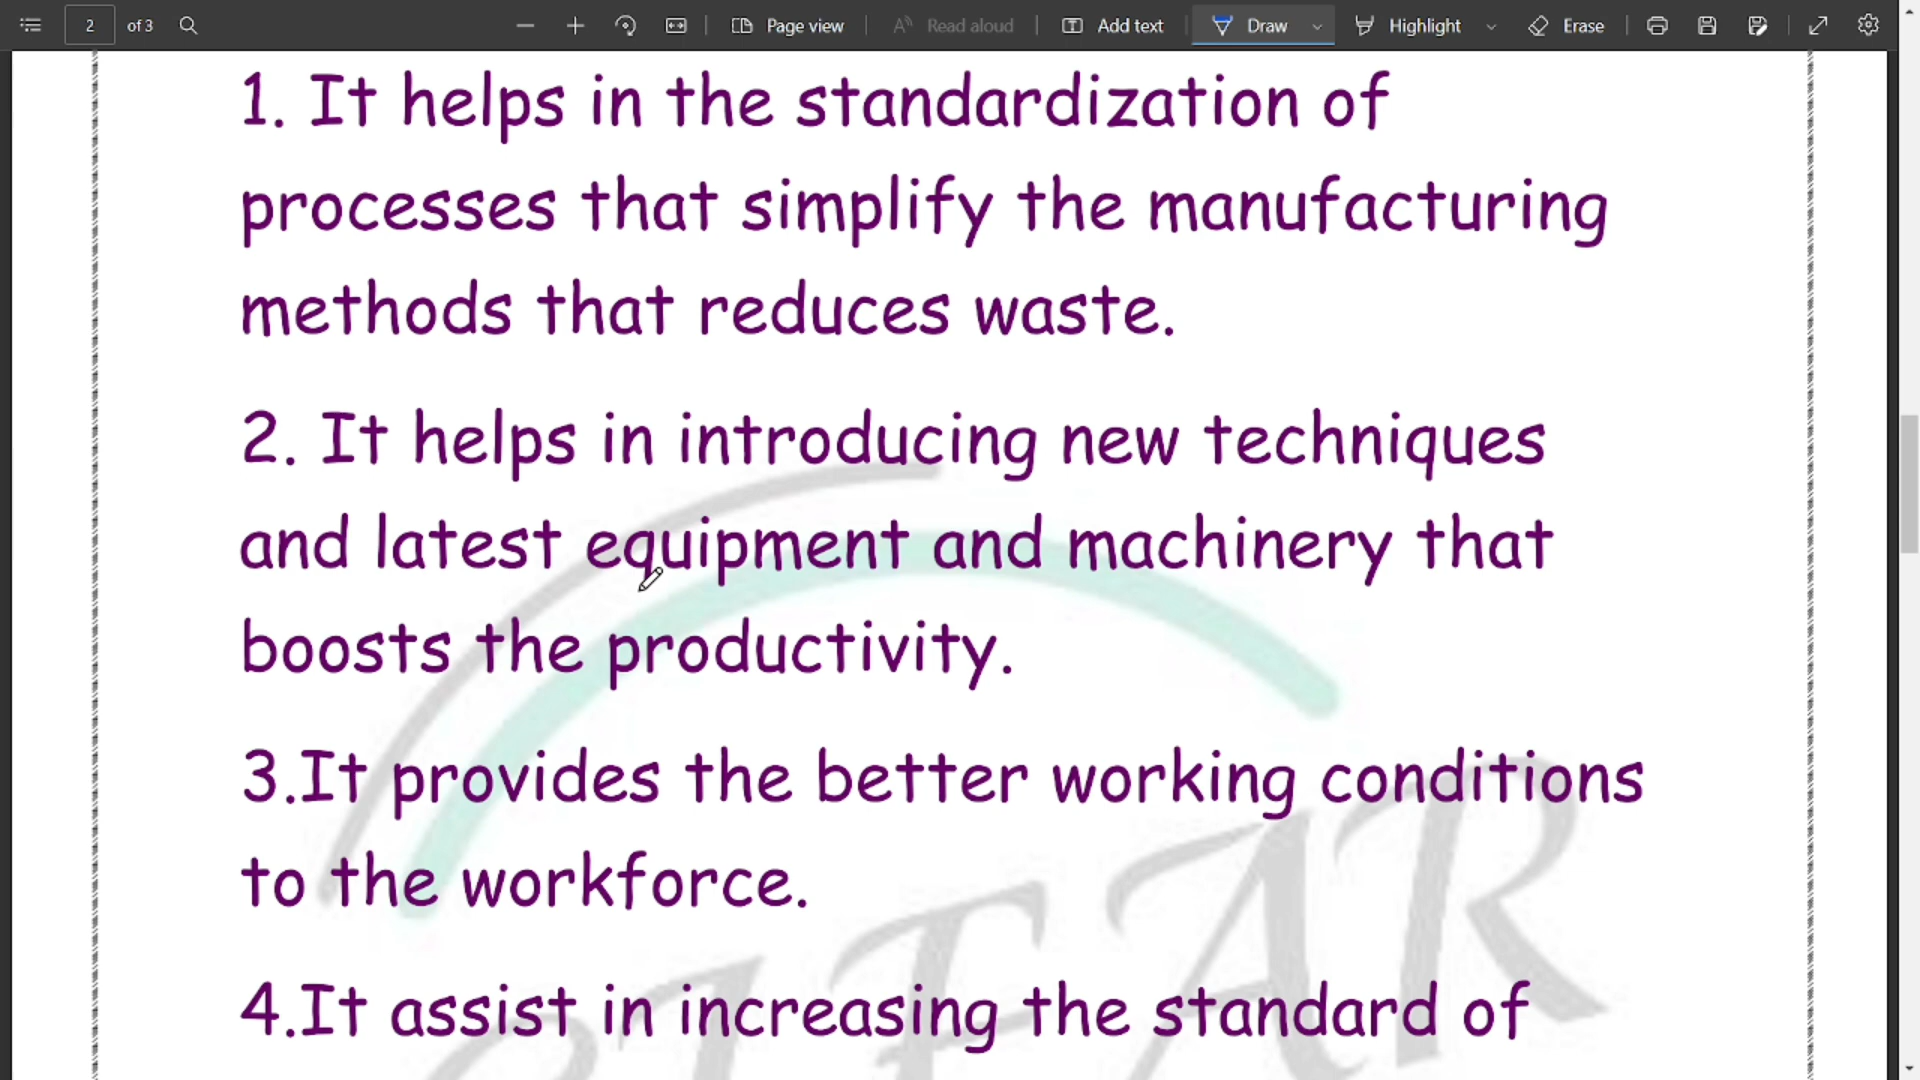 2 of 3 Page view Read aloud Add text Draw Highlight Erase
1. It helps in the standardization of
processes that simplify the manufacturing
methods that reduces waste.
2. It helps in introducing new techniques
and latest equipment and machinery that
boosts the productivity.
3.It provides the better working conditions
to the workforce.
4.It assist in increasing the standard of